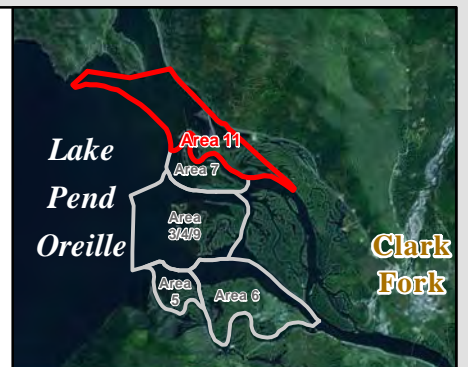 Area 11
Lake
Pend
Oreille
Area 7
Area
3/4/9
Clark
Fork
Area
5
Area 6